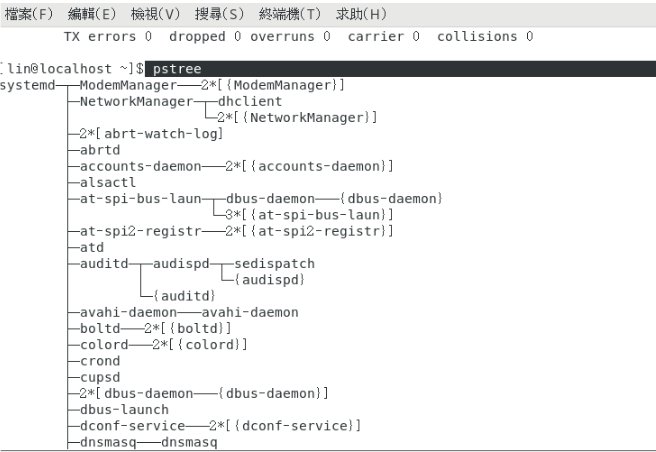 檔案(F) 編輯(E) 檢視(V) 搜尋(S) 終端機(T) 求助(H)
TX errors 0 dropped 0 overruns 0 carrier 0 collisions 0
[lin@localhost ~]$ pstree
systemd─┬─ModemManager───2*[{ModemManager}]
├─NetworkManager─┬─dhclient
└─2*[{NetworkManager}]
├─2*[abrt-watch-log]
├─abrtd
├─accounts-daemon───2*[{accounts-daemon}]
├─alsactl
├─at-spi-bus-laun─┬─dbus-daemon───{dbus-daemon}
└─3*[{at-spi-bus-laun}]
├─at-spi2-registr───2*[{at-spi2-registr}]
├─atd
├─auditd─┬─audispd─┬─sedispatch
└─{audispd}
└─{auditd}
├─avahi-daemon───avahi-daemon
├─boltd───2*[{boltd}]
├─colord───2*[{colord}]
├─crond
├─cupsd
├─2*[dbus-daemon───{dbus-daemon}]
├─dbus-launch
├─dconf-service───2*[{dconf-service}]
├─dnsmasq───dnsmasq